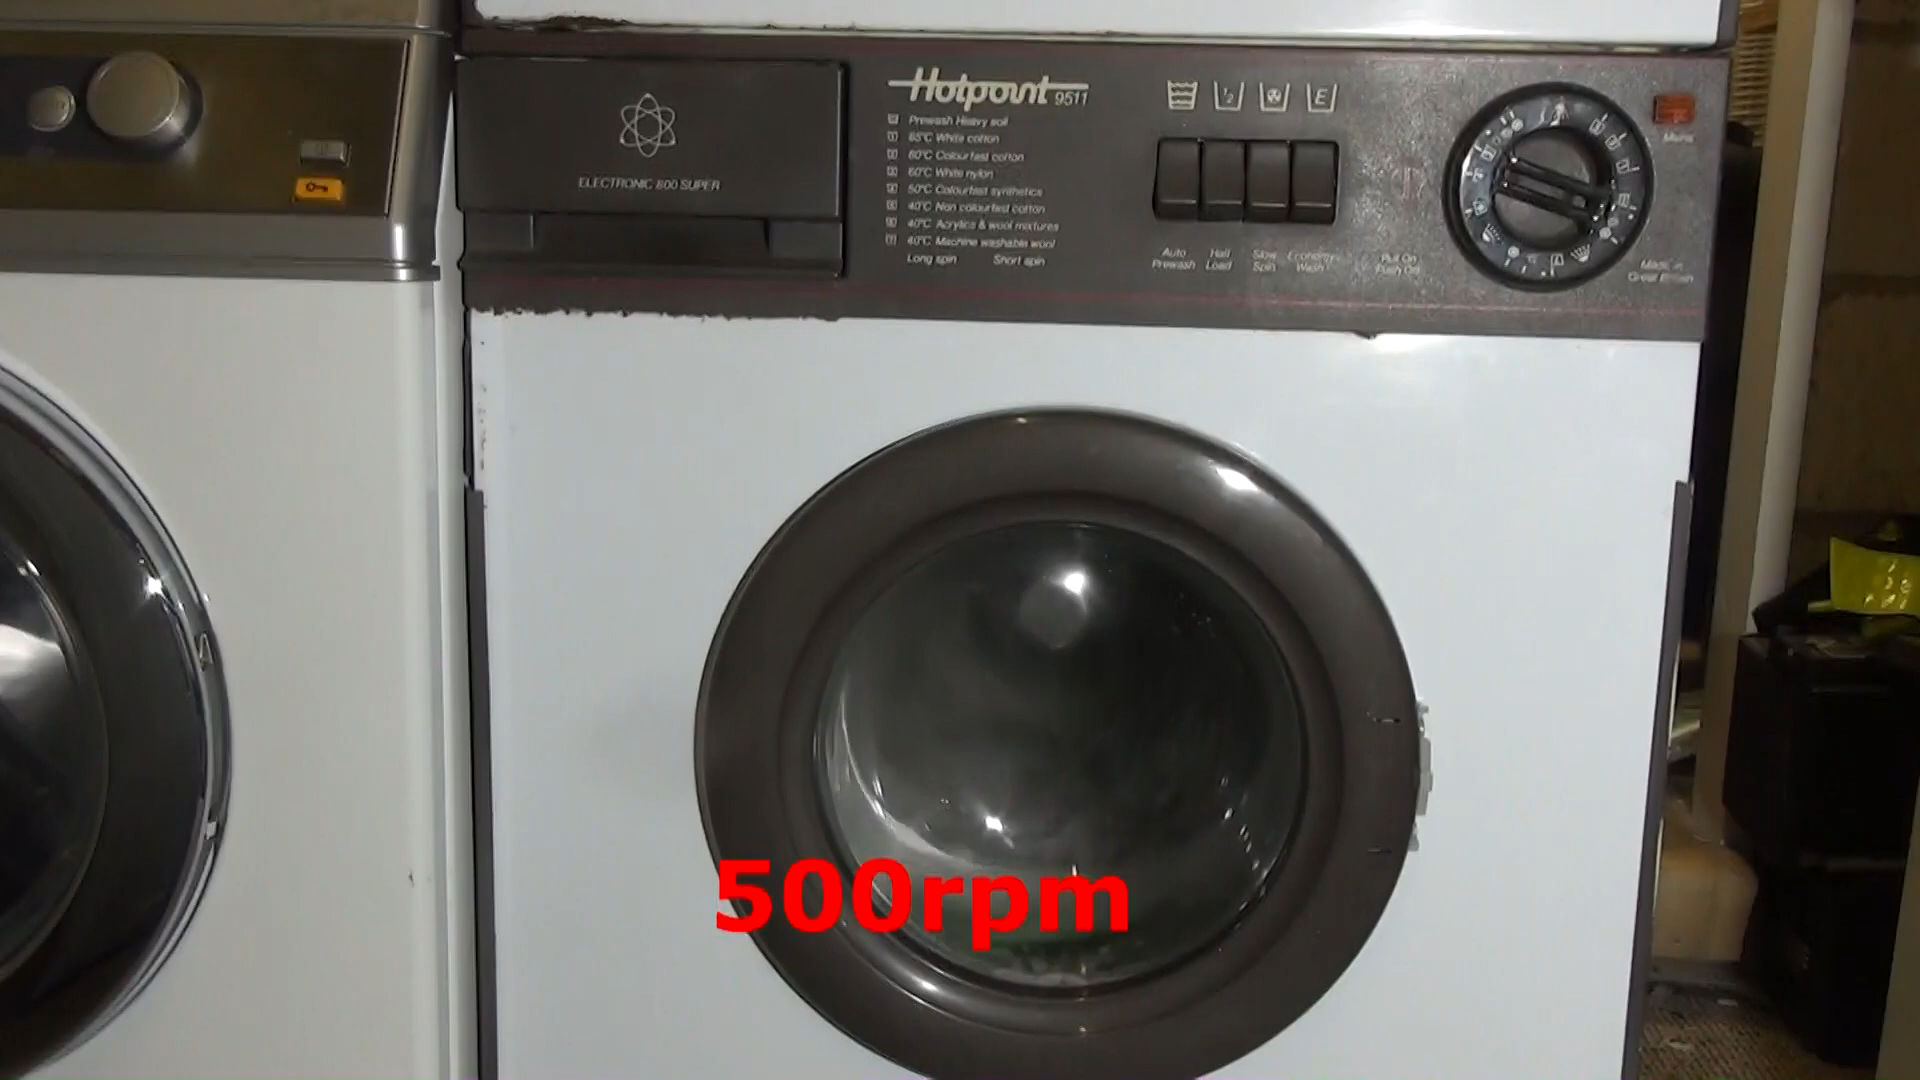 Hotpoint 9511
ELECTRONIC 800 SUPER
Prewash Heavy soil
85°C White cotton
60°C Colourfast cotton
60°C White nylon
50°C Colourfast synthetics
40°C Non colourfast cotton
40°C Acrylics & wool mixtures
40°C Machine washable wool
Long spin Short spin
½
E
Auto Prewash
Half Load
Slow Spin
Economy Wash
Pull On
Push Off
Mains
Made in
Great Britain
500rpm